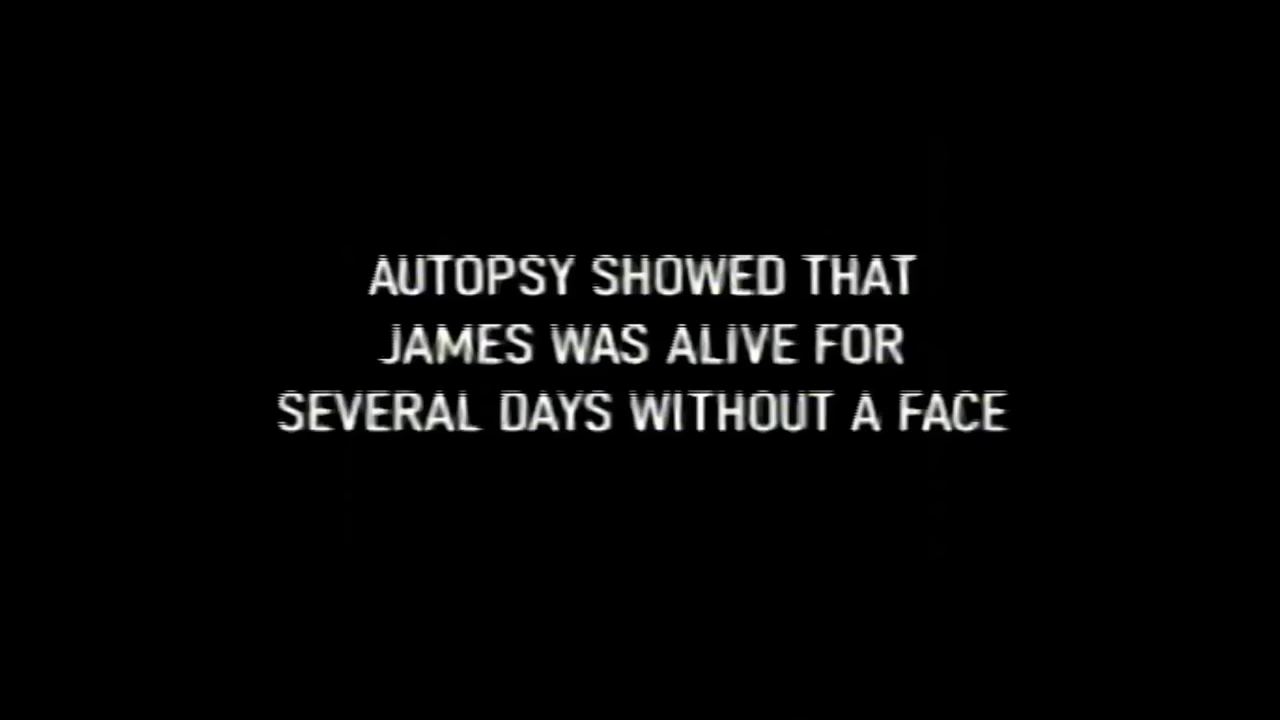 AUTOPSY SHOWED THAT
JAMES WAS ALIVE FOR
SEVERAL DAYS WITHOUT A FACE